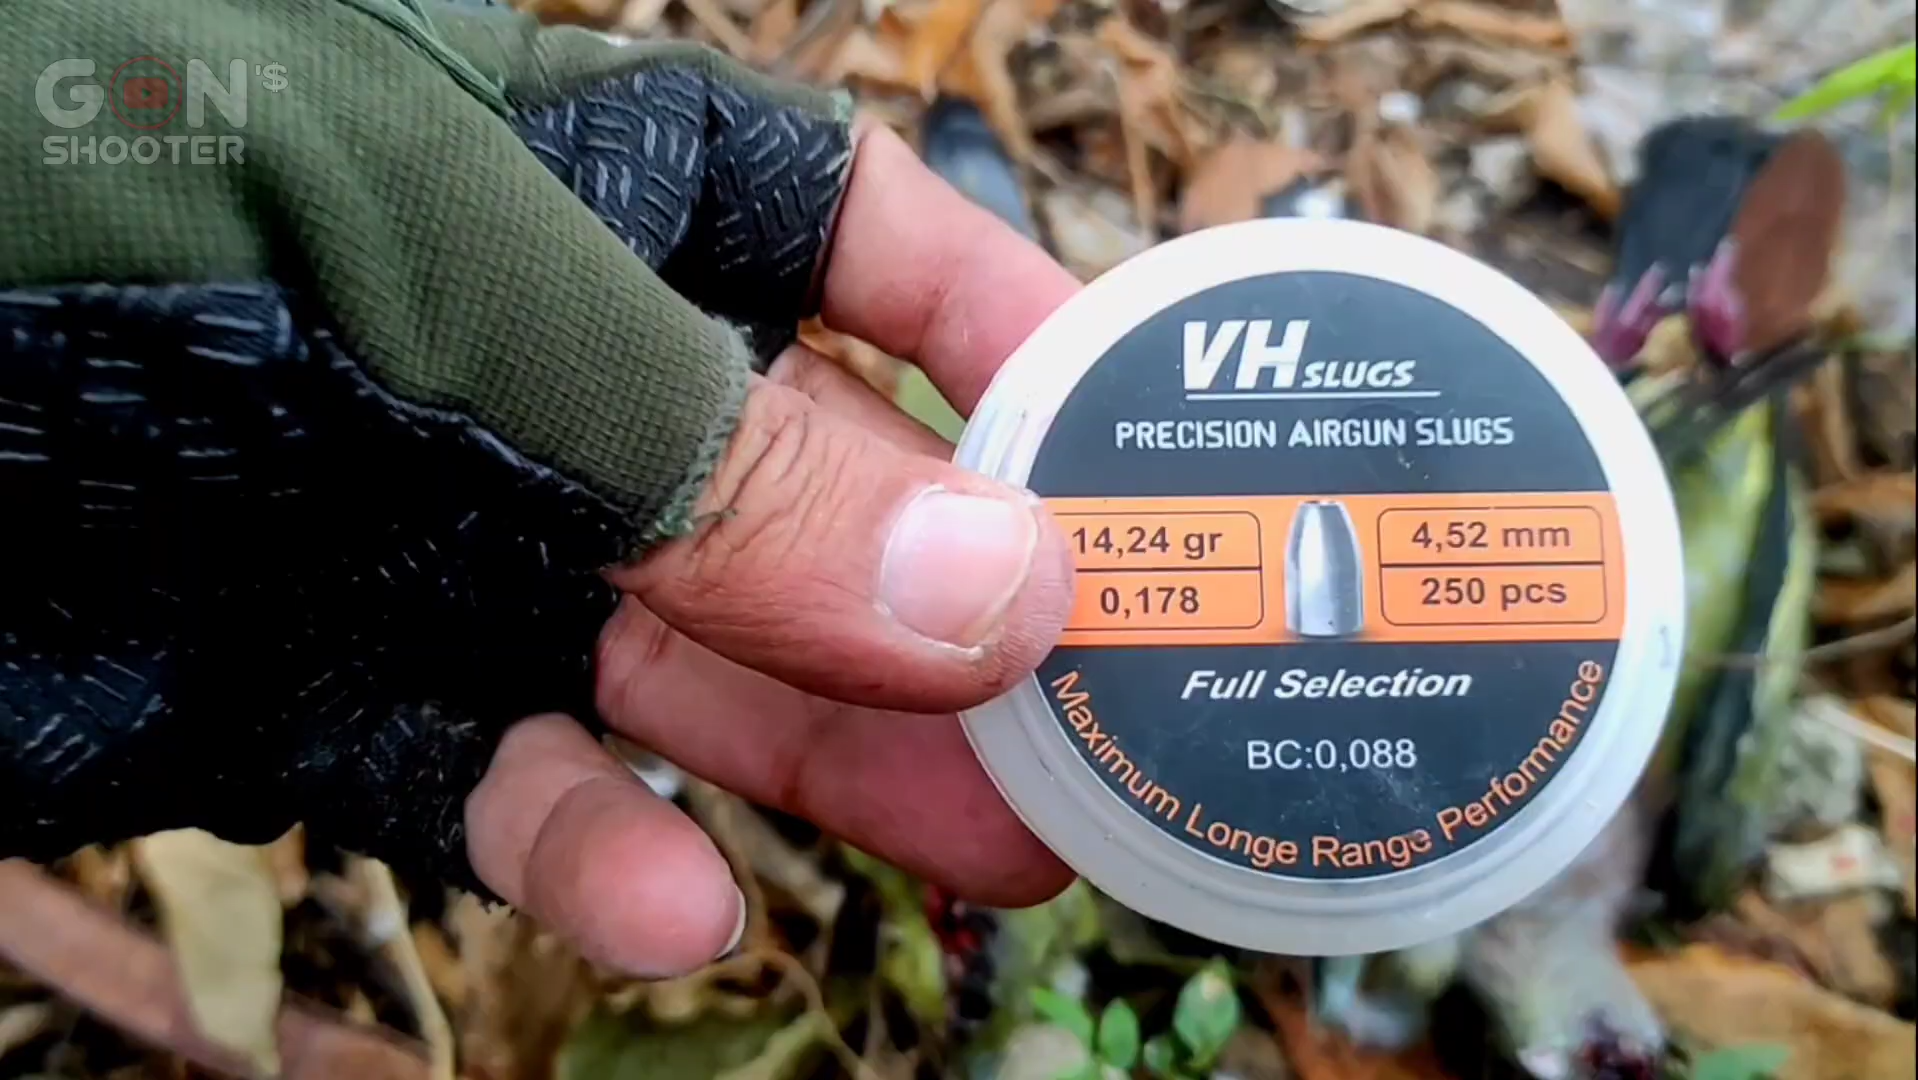 GON'$
SHOOTER
VH SLUGS
PRECISION AIRGUN SLUGS
14,24 gr
0,178
4,52 mm
250 pcs
Full Selection
BC:0,088
Maximum Longe Range Performance